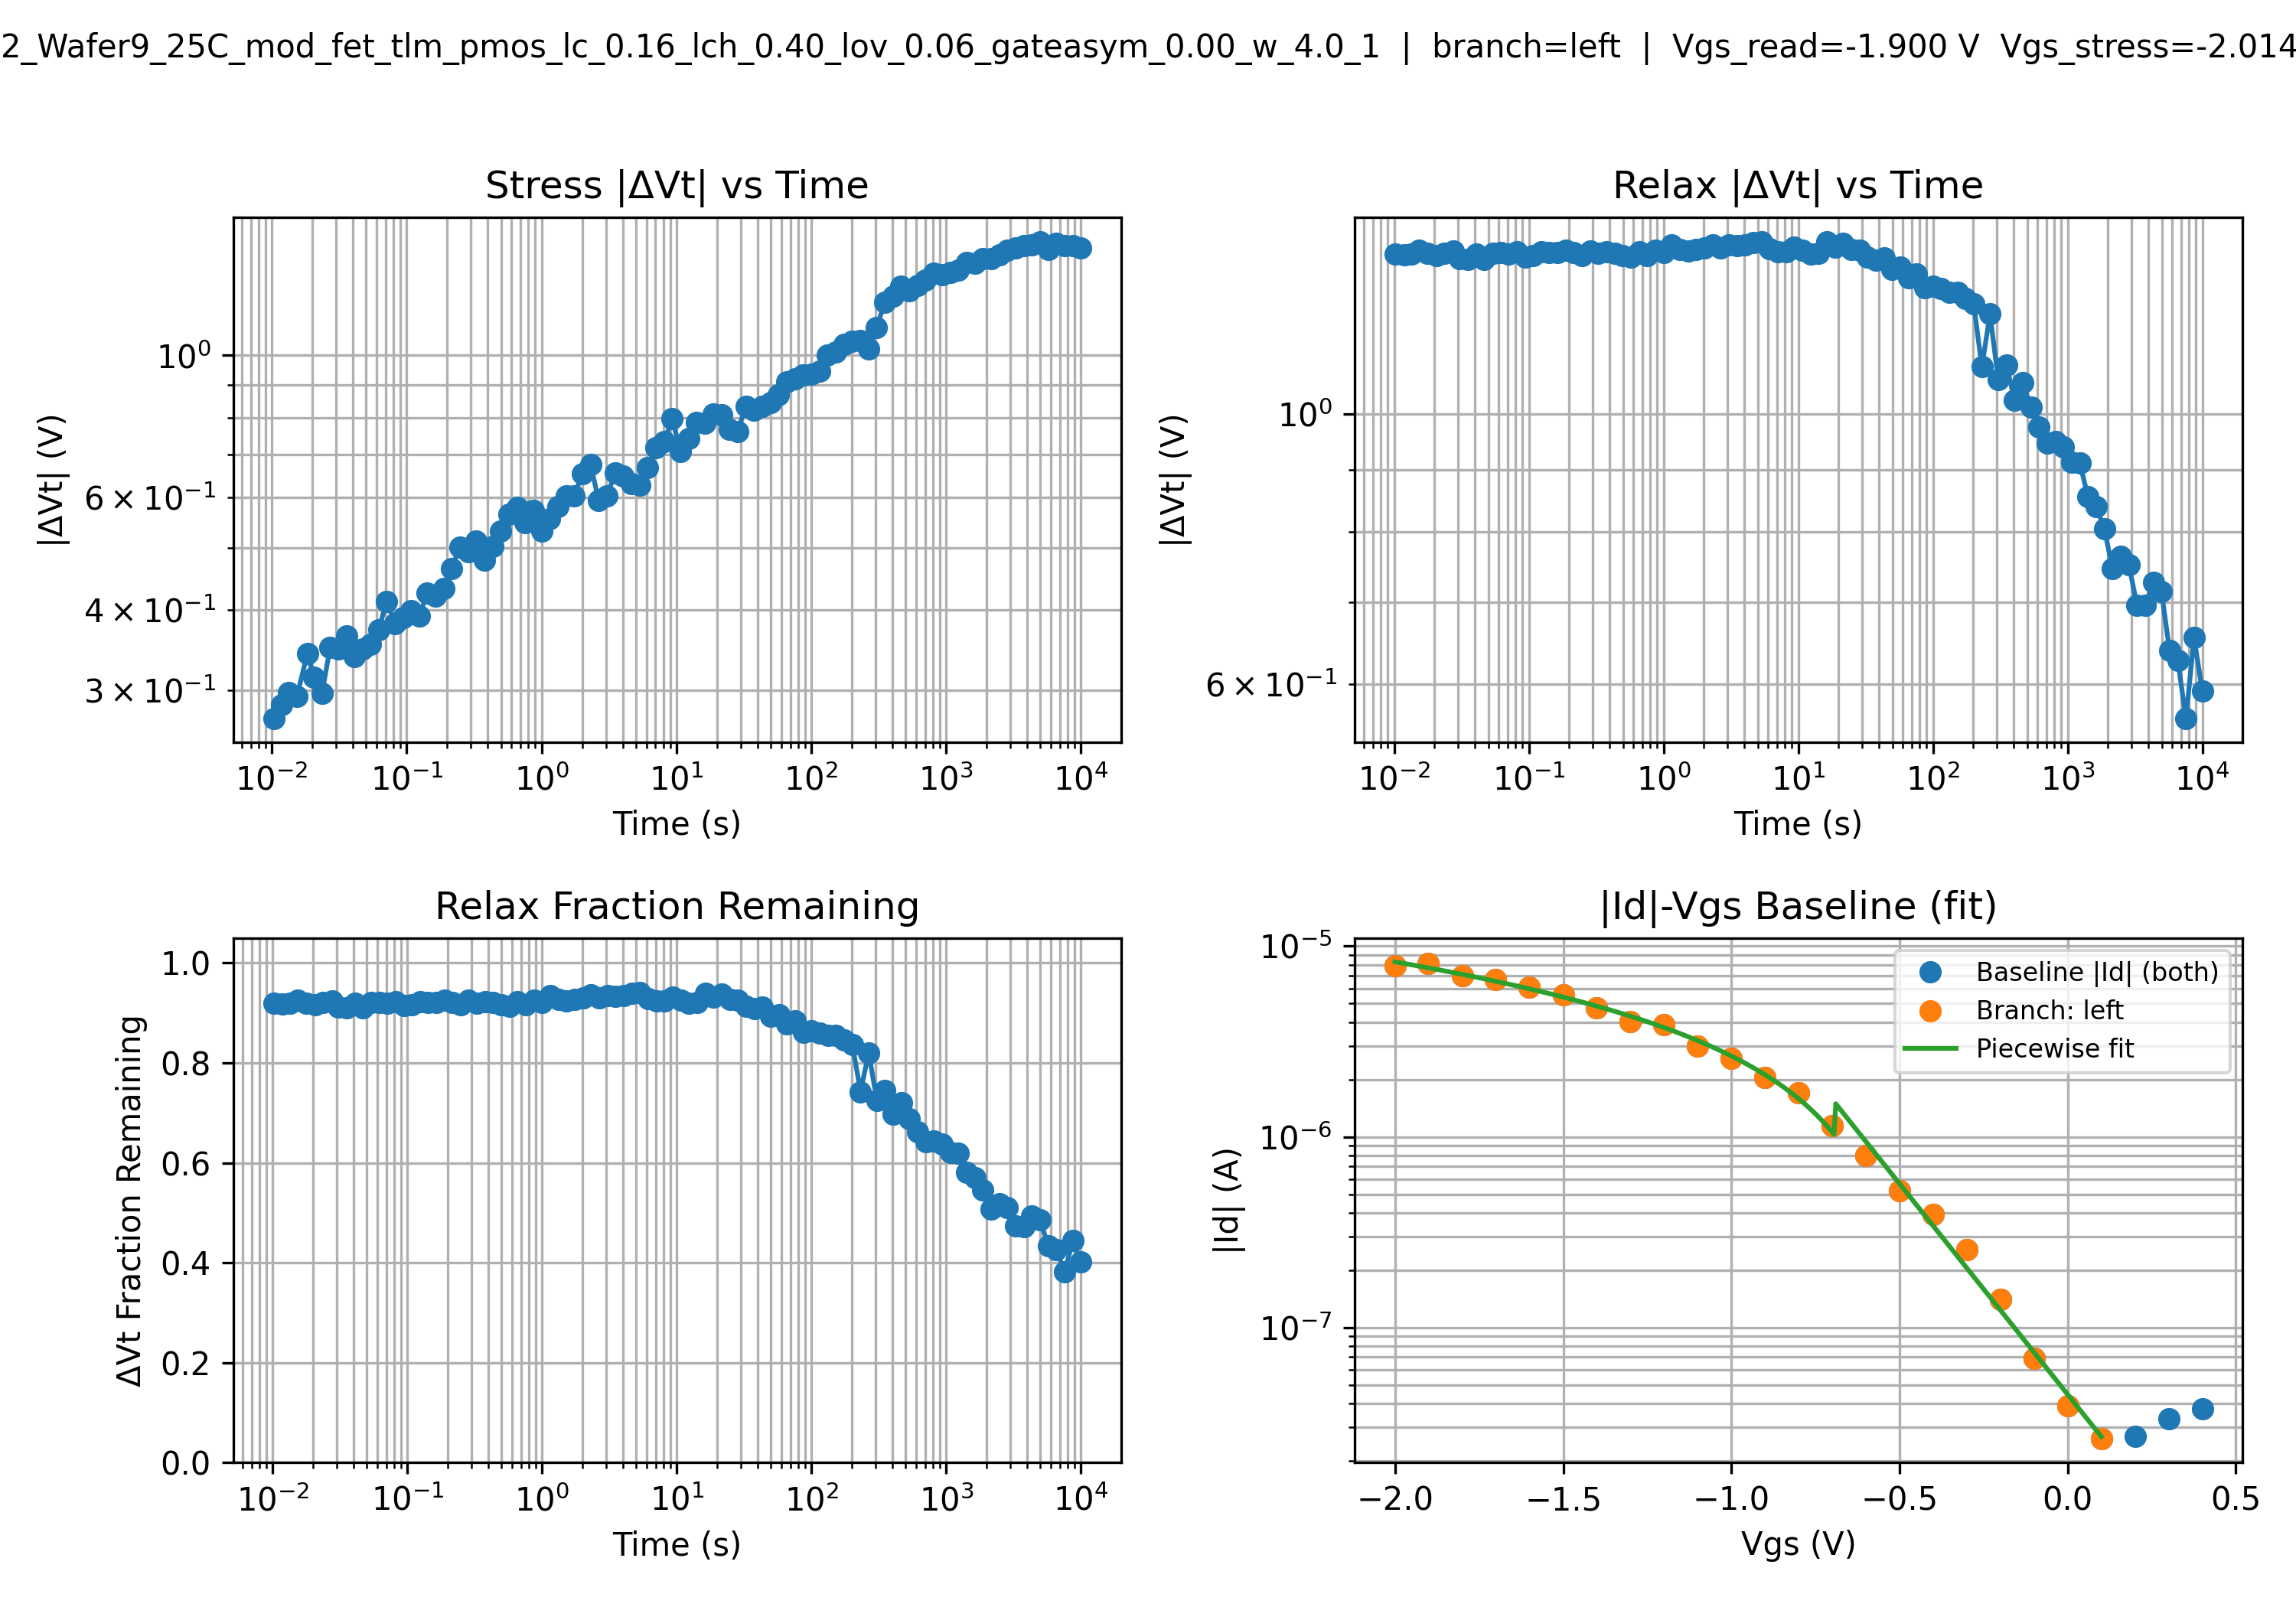 2_Wafer9_25C_mod_fet_tlm_pmos_lc_0.16_lch_0.40_lov_0.06_gateasym_0.00_w_4.0_1 | branch=left | Vgs_read=-1.900 V Vgs_stress=-2.014
Stress |ΔVt| vs Time
|ΔVt| (V)
10⁰
6 × 10⁻¹
4 × 10⁻¹
3 × 10⁻¹
10⁻² 10⁻¹ 10⁰ 10¹ 10² 10³ 10⁴
Time (s)
Relax |ΔVt| vs Time
|ΔVt| (V)
10⁰
6 × 10⁻¹
10⁻² 10⁻¹ 10⁰ 10¹ 10² 10³ 10⁴
Time (s)
Relax Fraction Remaining
ΔVt Fraction Remaining
1.0
0.8
0.6
0.4
0.2
0.0
10⁻² 10⁻¹ 10⁰ 10¹ 10² 10³ 10⁴
Time (s)
|Id|-Vgs Baseline (fit)
|Id| (A)
10⁻⁵
10⁻⁶
10⁻⁷
Baseline |Id| (both)
Branch: left
Piecewise fit
−2.0 −1.5 −1.0 −0.5 0.0 0.5
Vgs (V)